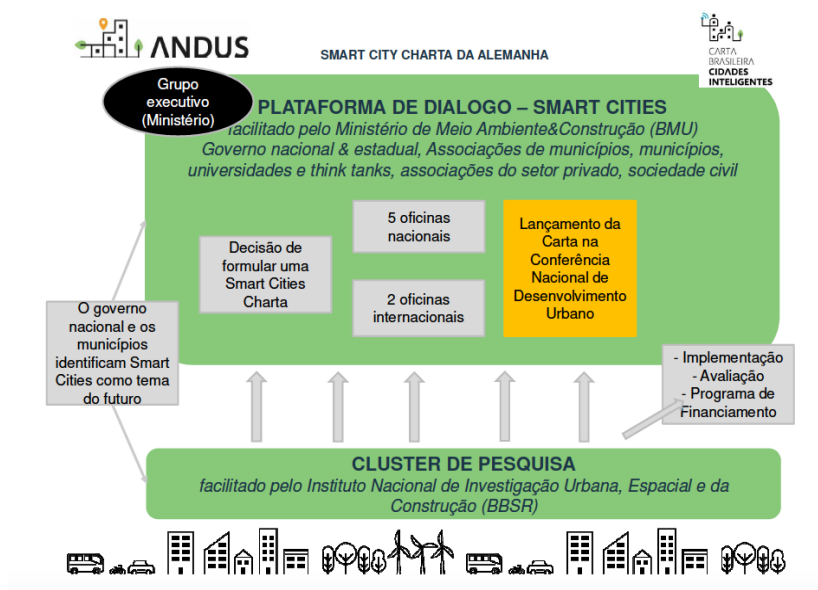 ANDUS
SMART CITY CHARTA DA ALEMANHA
CARTA
BRASILEIRA
CIDADES
INTELIGENTES
Grupo
executivo
(Ministério)
PLATAFORMA DE DIALOGO – SMART CITIES
facilitado pelo Ministério de Meio Ambiente&Construção (BMU)
Governo nacional & estadual, Associações de municípios, municípios,
universidades e think tanks, associações do setor privado, sociedade civil
Decisão de
formular uma
Smart Cities
Charta
5 oficinas
nacionais
2 oficinas
internacionais
Lançamento da
Carta na
Conferência
Nacional de
Desenvolvimento
Urbano
O governo
nacional e os
municípios
identificam Smart
Cities como tema
do futuro
- Implementação
- Avaliação
- Programa de
Financiamento
CLUSTER DE PESQUISA
facilitado pelo Instituto Nacional de Investigação Urbana, Espacial e da
Construção (BBSR)